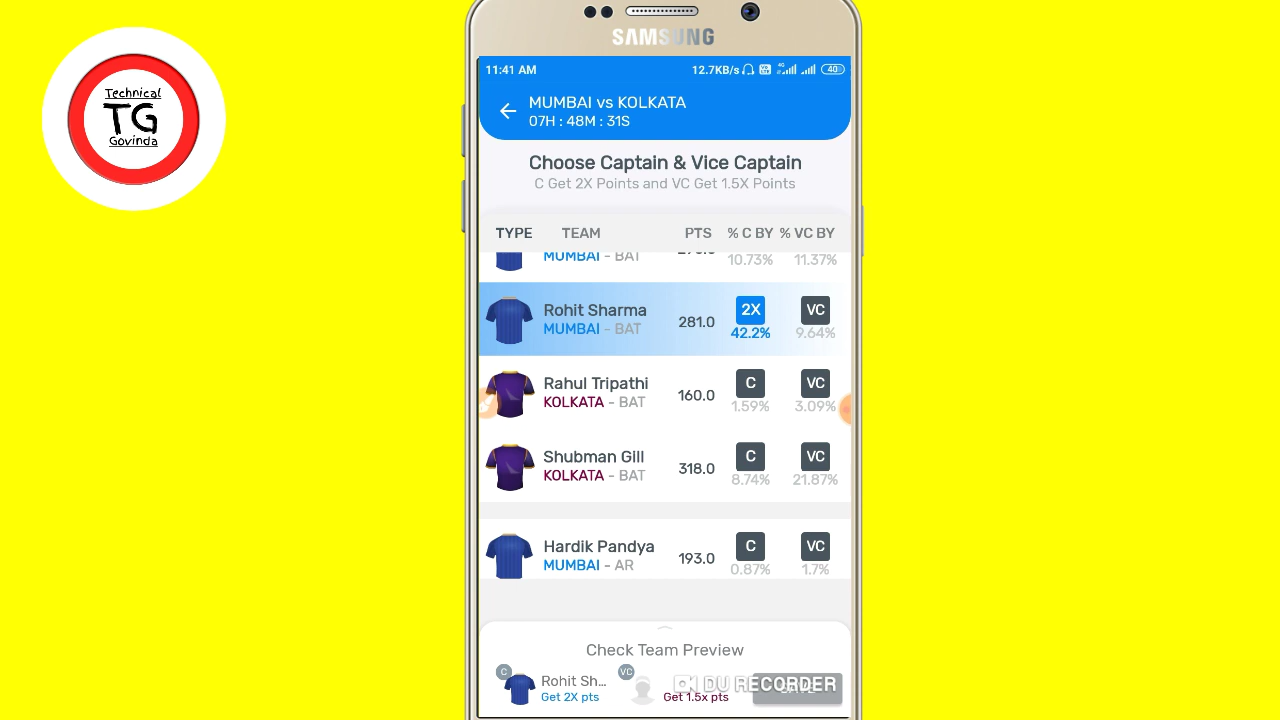 Technical
TG
Govinda
SAMSUNG
11:41 AM 12.7KB/s 4G 40
MUMBAI vs KOLKATA
07H : 48M : 31S
Choose Captain & Vice Captain
C Get 2X Points and VC Get 1.5X Points
TYPE TEAM PTS % C BY % VC BY
MUMBAI - BAT 10.73% 11.37%
Rohit Sharma 2X VC
MUMBAI - BAT 281.0 42.2% 9.64%
Rahul Tripathi C VC
KOLKATA - BAT 160.0 1.59% 3.09%
Shubman Gill C VC
KOLKATA - BAT 318.0 8.74% 21.87%
Hardik Pandya C VC
MUMBAI - AR 193.0 0.87% 1.7%
Check Team Preview
C Rohit Sh... VC DU RECORDER
Get 2X pts Get 1.5x pts